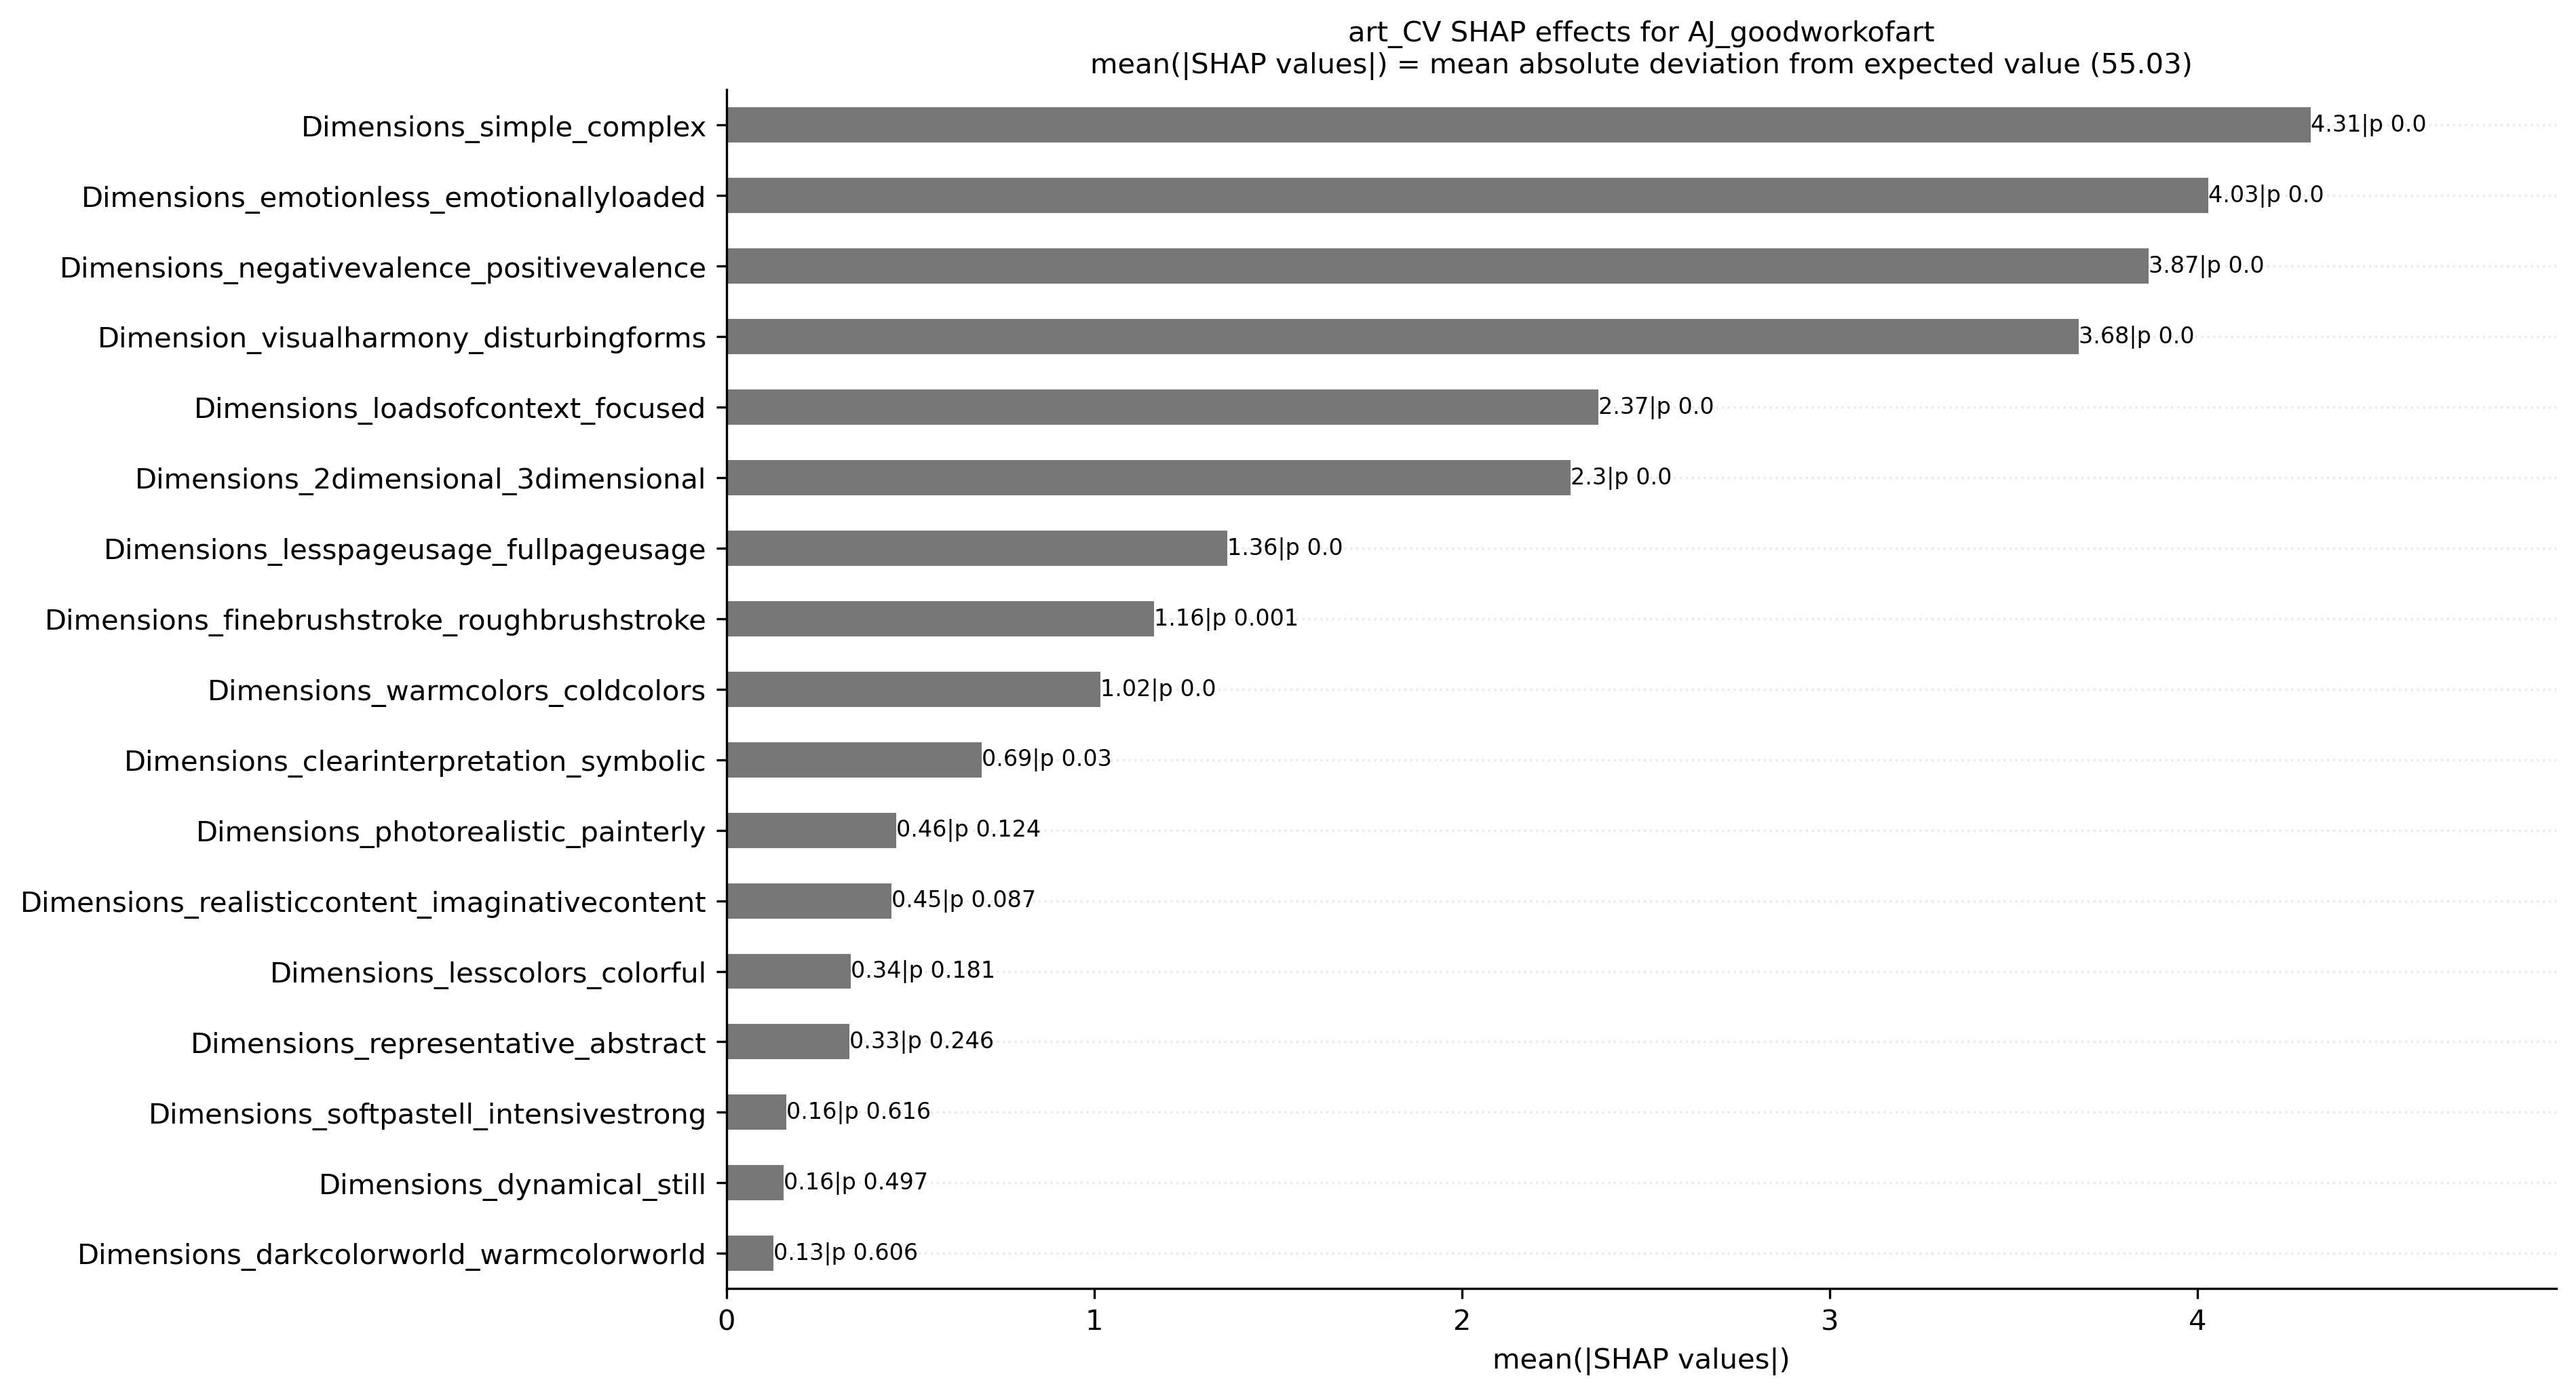 art_CV SHAP effects for AJ_goodworkofart
mean(|SHAP values|) = mean absolute deviation from expected value (55.03)
Dimensions_simple_complex 4.31|p 0.0
Dimensions_emotionless_emotionallyloaded 4.03|p 0.0
Dimensions_negativevalence_positivevalence 3.87|p 0.0
Dimension_visualharmony_disturbingforms 3.68|p 0.0
Dimensions_loadsofcontext_focused 2.37|p 0.0
Dimensions_2dimensional_3dimensional 2.3|p 0.0
Dimensions_lesspageusage_fullpageusage 1.36|p 0.0
Dimensions_finebrushstroke_roughbrushstroke 1.16|p 0.001
Dimensions_warmcolors_coldcolors 1.02|p 0.0
Dimensions_clearinterpretation_symbolic 0.69|p 0.03
Dimensions_photorealistic_painterly 0.46|p 0.124
Dimensions_realisticcontent_imaginativecontent 0.45|p 0.087
Dimensions_lesscolors_colorful 0.34|p 0.181
Dimensions_representative_abstract 0.33|p 0.246
Dimensions_softpastell_intensivestrong 0.16|p 0.616
Dimensions_dynamical_still 0.16|p 0.497
Dimensions_darkcolorworld_warmcolorworld 0.13|p 0.606
0 1 2 3 4
mean(|SHAP values|)